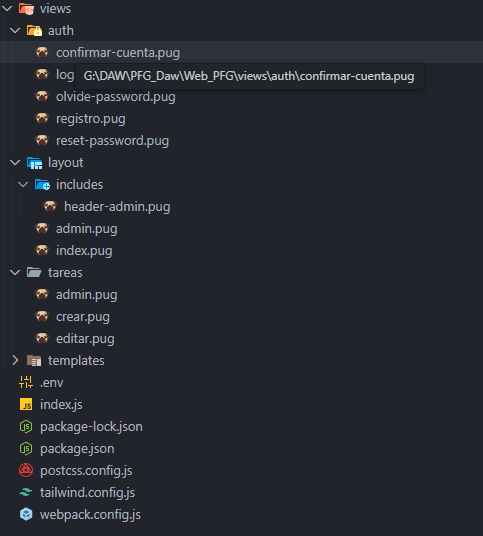 views
auth
confirmar-cuenta.pug
log
G:\DAW\PFG_Daw\Web_PFG\views\auth\confirmar-cuenta.pug
olvide-password.pug
registro.pug
reset-password.pug
layout
includes
header-admin.pug
admin.pug
index.pug
tareas
admin.pug
crear.pug
editar.pug
templates
.env
JS index.js
package-lock.json
package.json
postcss.config.js
tailwind.config.js
webpack.config.js